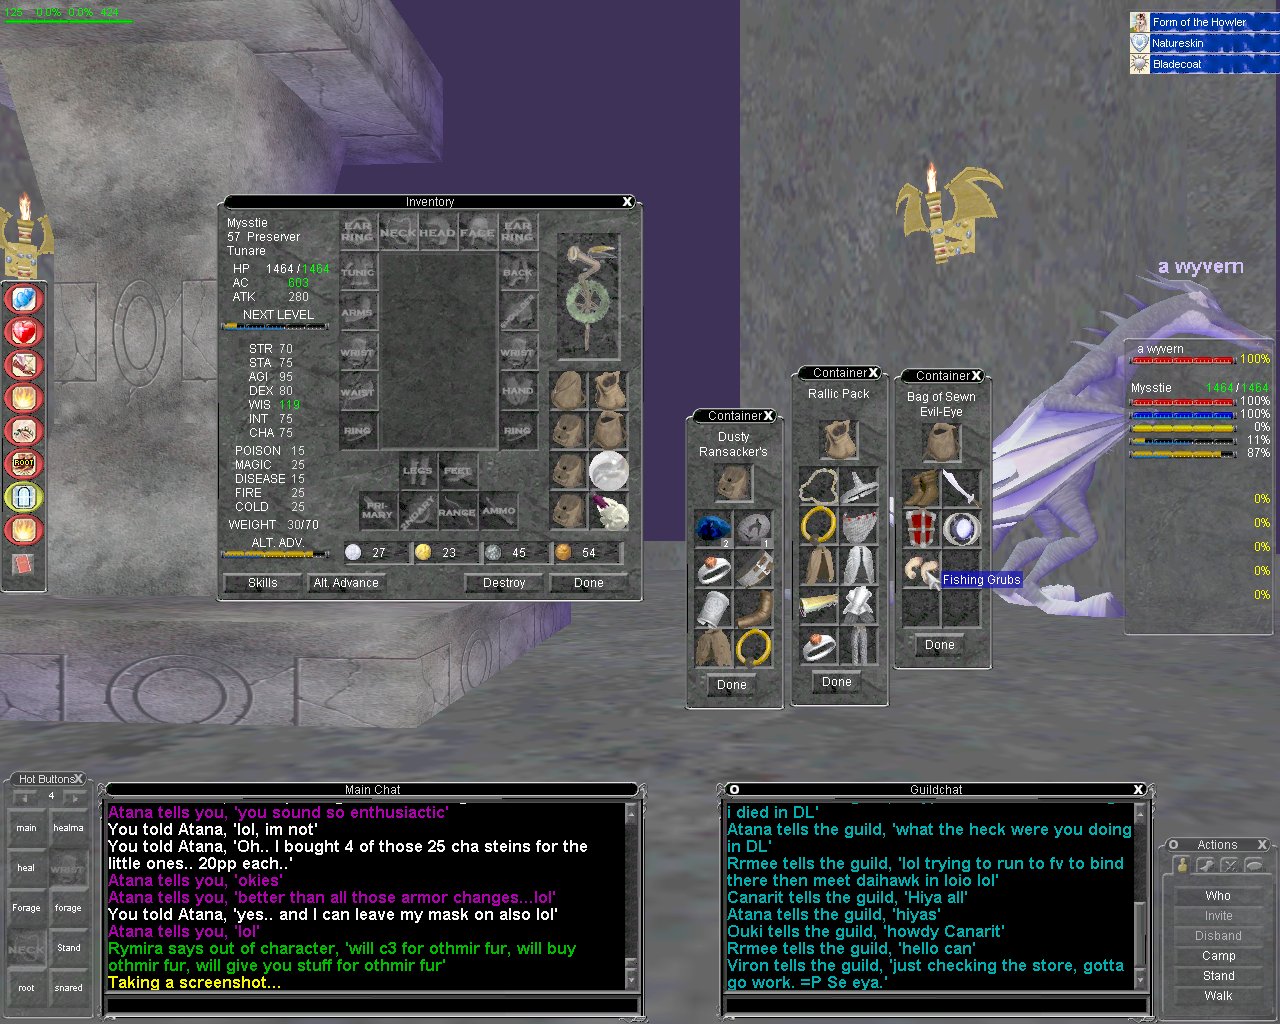 125 0.0% 0.0% 424
Form of the Howler
Natureskin
Bladecoat
a wyvern
Inventory X
Mysstie
57 Preserver
Tunare
HP 1464 / 1464
AC 603
ATK 280
NEXT LEVEL
STR 70
STA 75
AGI 95
DEX 80
WIS 119
INT 75
CHA 75
POISON 15
MAGIC 25
DISEASE 15
FIRE 25
COLD 25
WEIGHT 30/70
ALT. ADV.
EAR RING NECK HEAD FACE EAR RING
TUNIC BACK
ARMS
WRIST WRIST
WAIST HAND
RING RING
LEGS FEET
PRI-MARY RANGE AMMO
27 23 45 54
Skills Alt. Advance Destroy Done
ROOT
Container X
Dusty
Ransacker's
2 1
Done
Container X
Rallic Pack
Done
Container X
Bag of Sewn
Evil-Eye
Fishing Grubs
Done
a wyvern
100%
Mysstie 1464 / 1464
100%
100%
0%
11%
87%
0%
0%
0%
0%
0%
Hot Buttons X
4
main healma
heal WRIST
Forage forage
NECK Stand
root snared
Main Chat
Atana tells you, 'you sound so enthusiactic'
You told Atana, 'lol, im not'
You told Atana, 'Oh.. I bought 4 of those 25 cha steins for the
little ones.. 20pp each..'
Atana tells you, 'okies'
Atana tells you, 'better than all those armor changes...lol'
You told Atana, 'yes.. and I can leave my mask on also lol'
Atana tells you, 'lol'
Rymira says out of character, 'will c3 for othmir fur, will buy
othmir fur, will give you stuff for othmir fur'
Taking a screenshot...
O Guildchat X
i died in DL'
Atana tells the guild, 'what the heck were you doing
in DL'
Rrmee tells the guild, 'lol trying to run to fv to bind
there then meet daihawk in loio lol'
Canarit tells the guild, 'Hiya all'
Atana tells the guild, 'hiyas'
Ouki tells the guild, 'howdy Canarit'
Rrmee tells the guild, 'hello can'
Viron tells the guild, 'just checking the store, gotta
go work. =P Se eya.'
O Actions X
Who
Invite
Disband
Camp
Stand
Walk